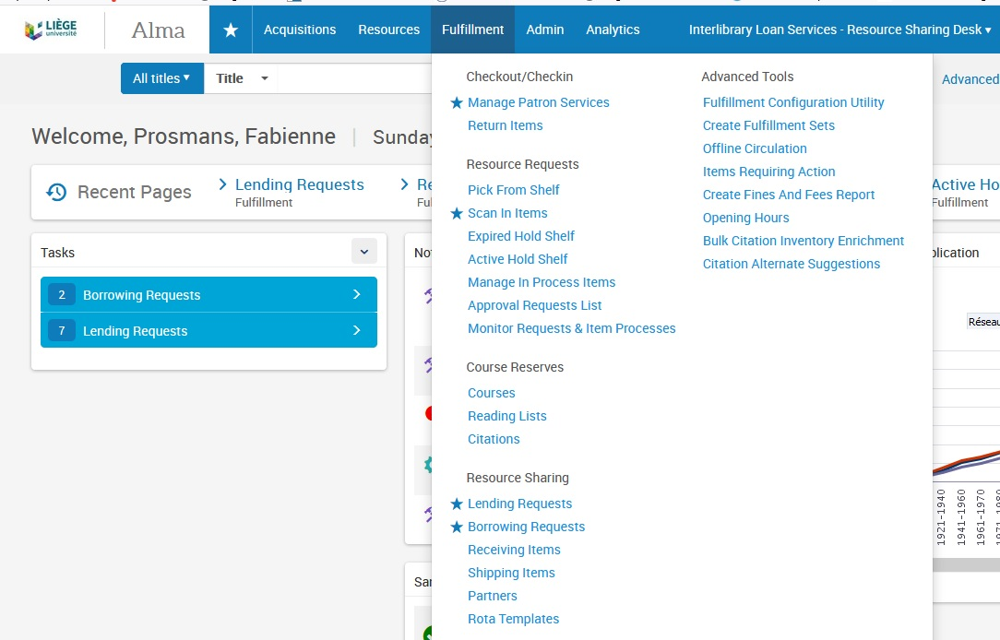 LIÈGE
université
Alma
Acquisitions
Resources
Fulfillment
Admin
Analytics
Interlibrary Loan Services - Resource Sharing Desk
All titles
Title
Advanced
Welcome, Prosmans, Fabienne
Sunday
Recent Pages
Lending Requests
Fulfillment
Re
Ful
Active Ho
Fulfillment
Tasks
2 Borrowing Requests
7 Lending Requests
Not
Checkout/Checkin
Manage Patron Services
Return Items
Resource Requests
Pick From Shelf
Scan In Items
Expired Hold Shelf
Active Hold Shelf
Manage In Process Items
Approval Requests List
Monitor Requests & Item Processes
Course Reserves
Courses
Reading Lists
Citations
Resource Sharing
Lending Requests
Borrowing Requests
Receiving Items
Shipping Items
Partners
Rota Templates
Advanced Tools
Fulfillment Configuration Utility
Create Fulfillment Sets
Offline Circulation
Items Requiring Action
Create Fines And Fees Report
Opening Hours
Bulk Citation Inventory Enrichment
Citation Alternate Suggestions
plication
Réseau
1921-1940
1941-1960
1961-1970
San